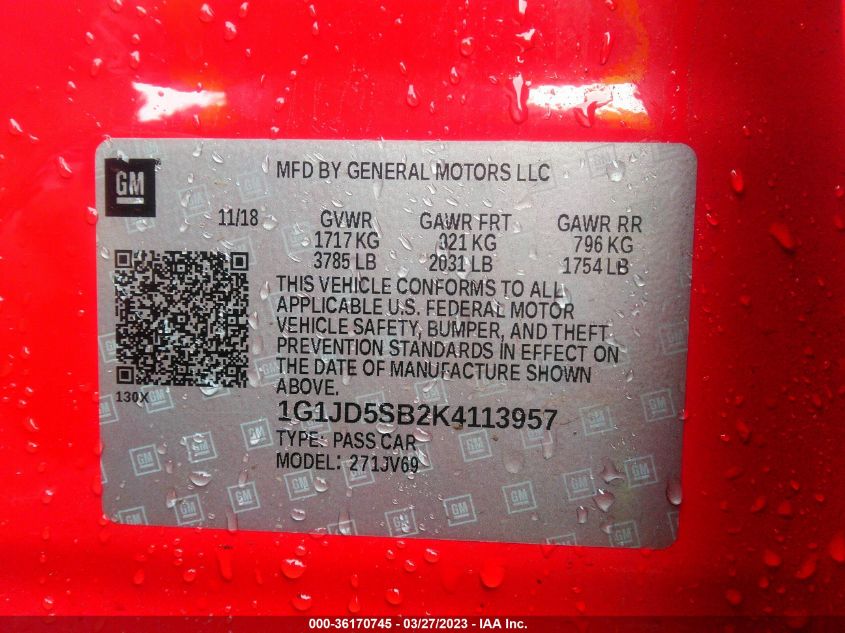 GM
MFD BY GENERAL MOTORS LLC
11/18 GVWR GAWR FRT GAWR RR
1717 KG 921 KG 796 KG
3785 LB 2031 LB 1754 LB
THIS VEHICLE CONFORMS TO ALL
APPLICABLE U.S. FEDERAL MOTOR
VEHICLE SAFETY, BUMPER, AND THEFT
PREVENTION STANDARDS IN EFFECT ON
THE DATE OF MANUFACTURE SHOWN
ABOVE.
130X
1G1JD5SB2K4113957
TYPE: PASS CAR
MODEL: 271JV69
000-36170745 - 03/27/2023 - IAA Inc.